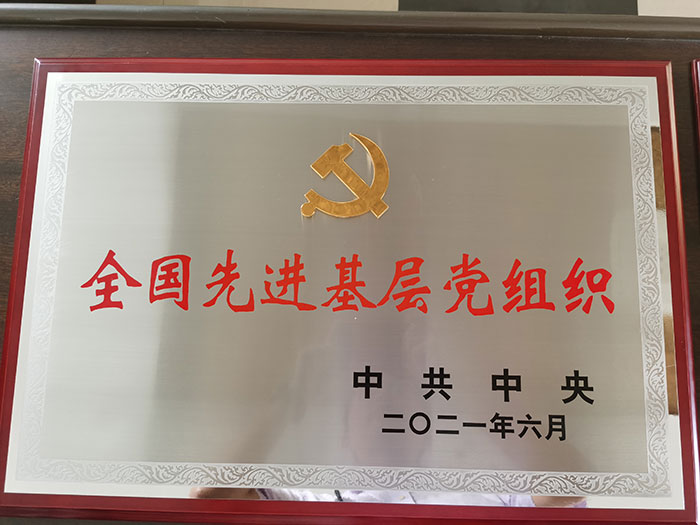 全国先进基层党组织
中共中央
二〇二一年六月